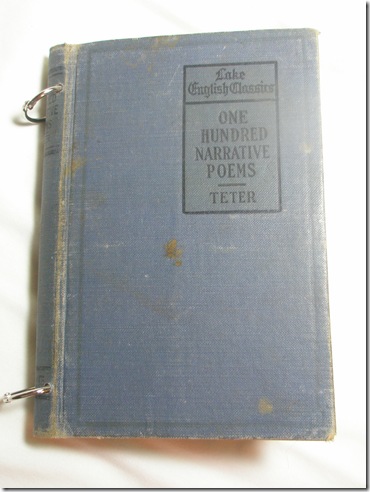 Lake
English Classics
ONE
HUNDRED
NARRATIVE
POEMS
TETER